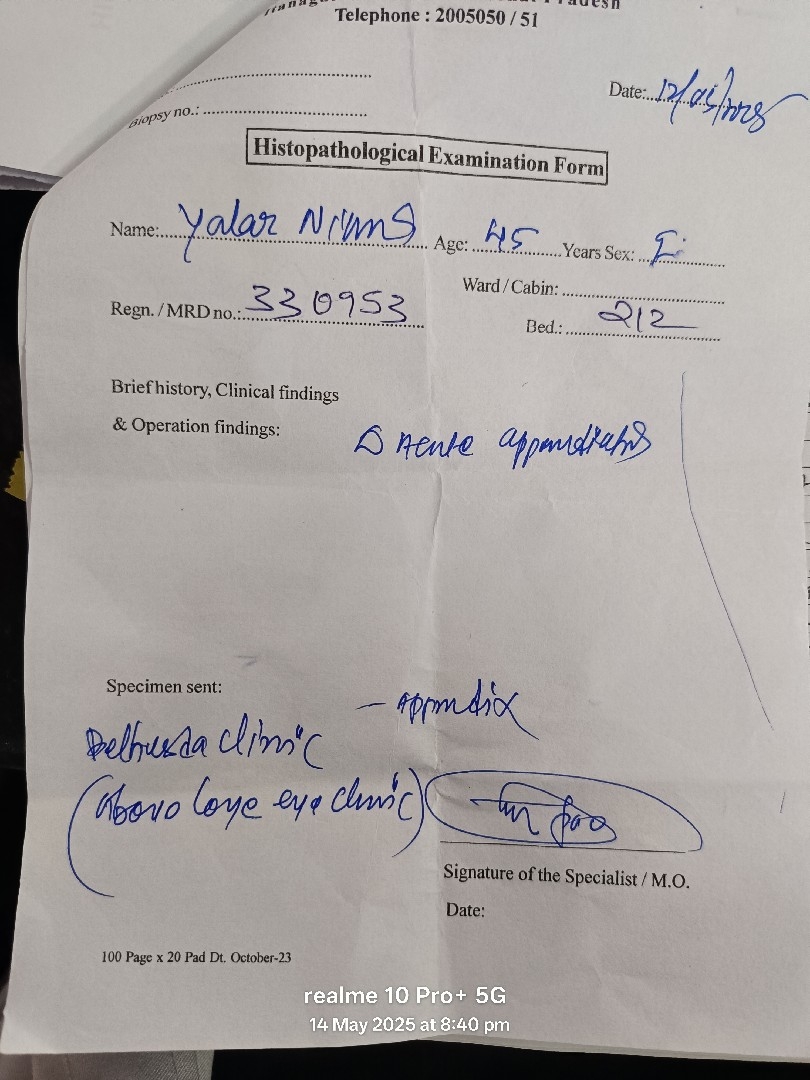 Telephone : 2005050 / 51
Date: 12/05/2025
Biopsy no.:
Histopathological Examination Form
Name: Yalar Age: 45 Years Sex: F
Ward / Cabin:
Regn. / MRD no.: 330953
Bed.: 212
Brief history, Clinical findings
& Operation findings:
Acute appendicitis
Specimen sent:
- Appendix
clinic
(Above eye clinic)
Signature of the Specialist / M.O.
Date:
100 Page x 20 Pad Dt. October-23
realme 10 Pro+ 5G
14 May 2025 at 8:40 pm